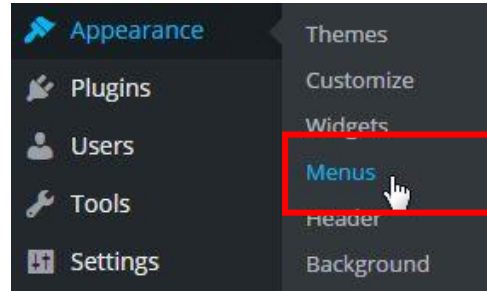 Appearance
Plugins
Users
Tools
Settings
Themes
Customize
Widgets
Menus
Header
Background